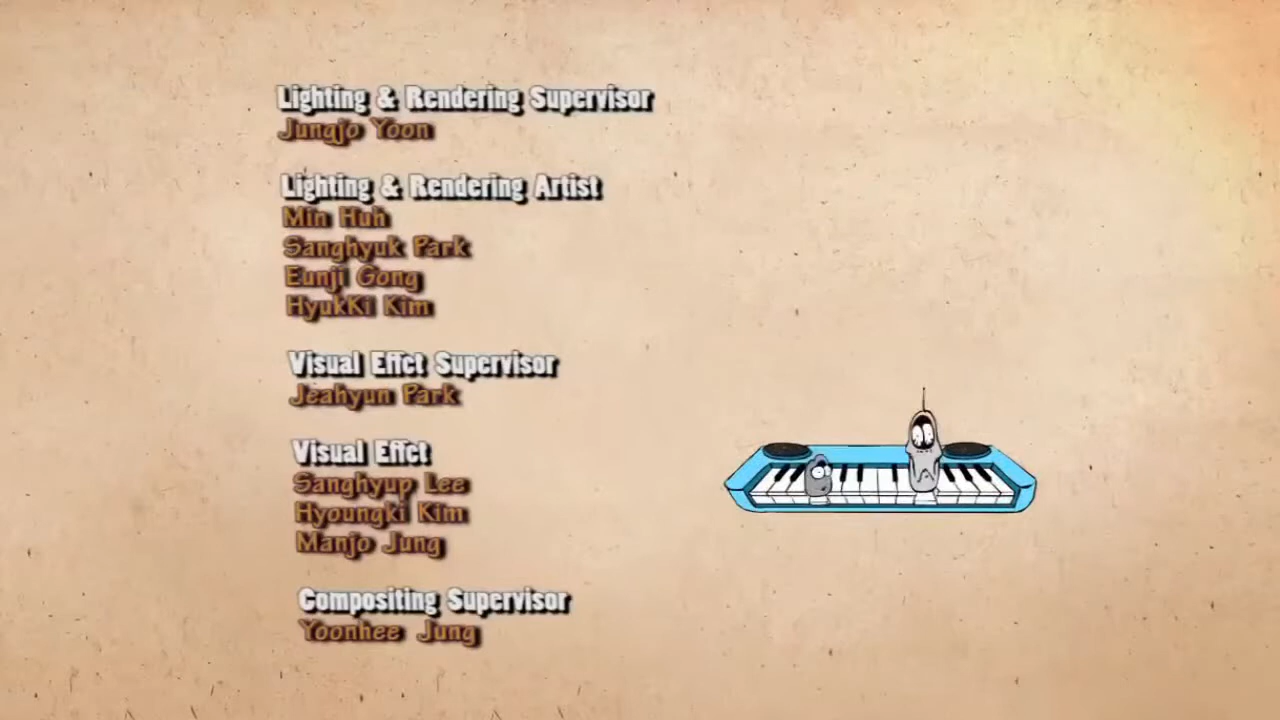 Lighting & Rendering Supervisor
Jungjo Yoon
Lighting & Rendering Artist
Min Huh
Sanghyuk Park
Eunji Gong
HyukKi Kim
Visual Effct Supervisor
Jeahyun Park
Visual Effct
Sanghyup Lee
Hyoungki Kim
Manjo Jung
Compositing Supervisor
Yoonhee Jung